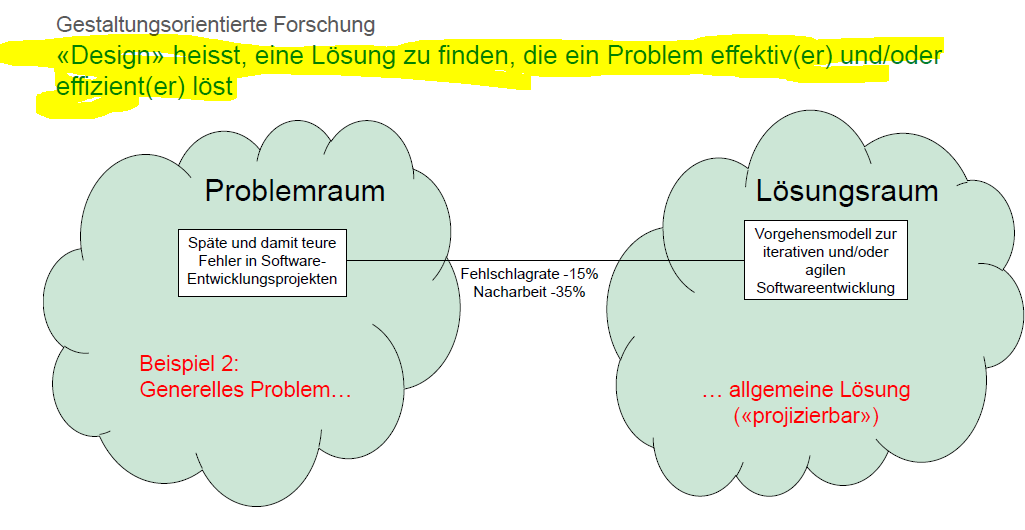 Gestaltungsorientierte Forschung
«Design» heisst, eine Lösung zu finden, die ein Problem effektiv(er) und/oder
effizient(er) löst
Problemraum
Späte und damit teure
Fehler in Software-
Entwicklungsprojekten
Fehlschlagrate -15%
Nacharbeit -35%
Lösungsraum
Vorgehensmodell zur
iterativen und/oder
agilen
Softwareentwicklung
Beispiel 2:
Generelles Problem…
… allgemeine Lösung
(«projizierbar»)